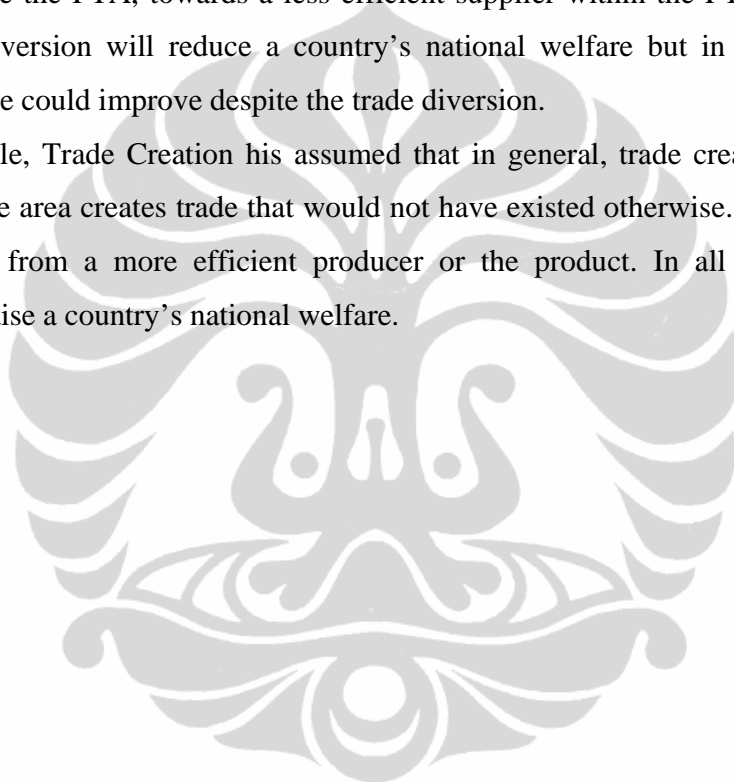 the FTA, towards a less efficient supplier within the
version will reduce a country’s national welfare but in
e could improve despite the trade diversion.
le, Trade Creation his assumed that in general, trade crea
e area creates trade that would not have existed otherwise.
from a more efficient producer or the product. In all
ise a country’s national welfare.